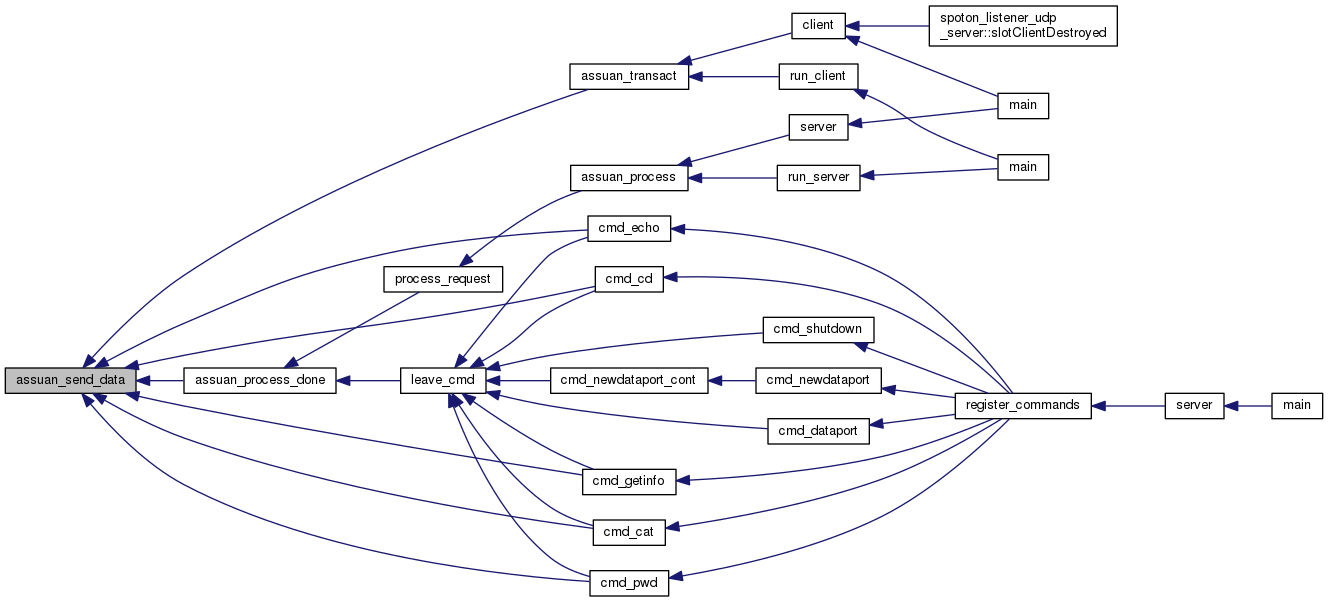 client
spoton_listener_udp
_server::slotClientDestroyed
assuan_transact
run_client
main
server
assuan_process
run_server
main
cmd_echo
process_request
cmd_cd
cmd_shutdown
assuan_send_data
assuan_process_done
leave_cmd
cmd_newdataport_cont
cmd_newdataport
register_commands
server
main
cmd_dataport
cmd_getinfo
cmd_cat
cmd_pwd